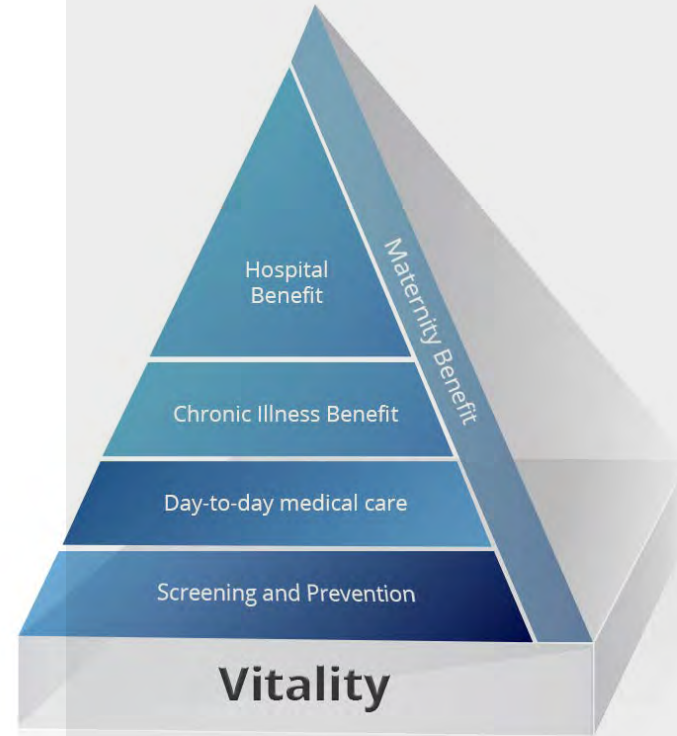 Hospital
Benefit
Maternity Benefit
Chronic Illness Benefit
Day-to-day medical care
Screening and Prevention
Vitality